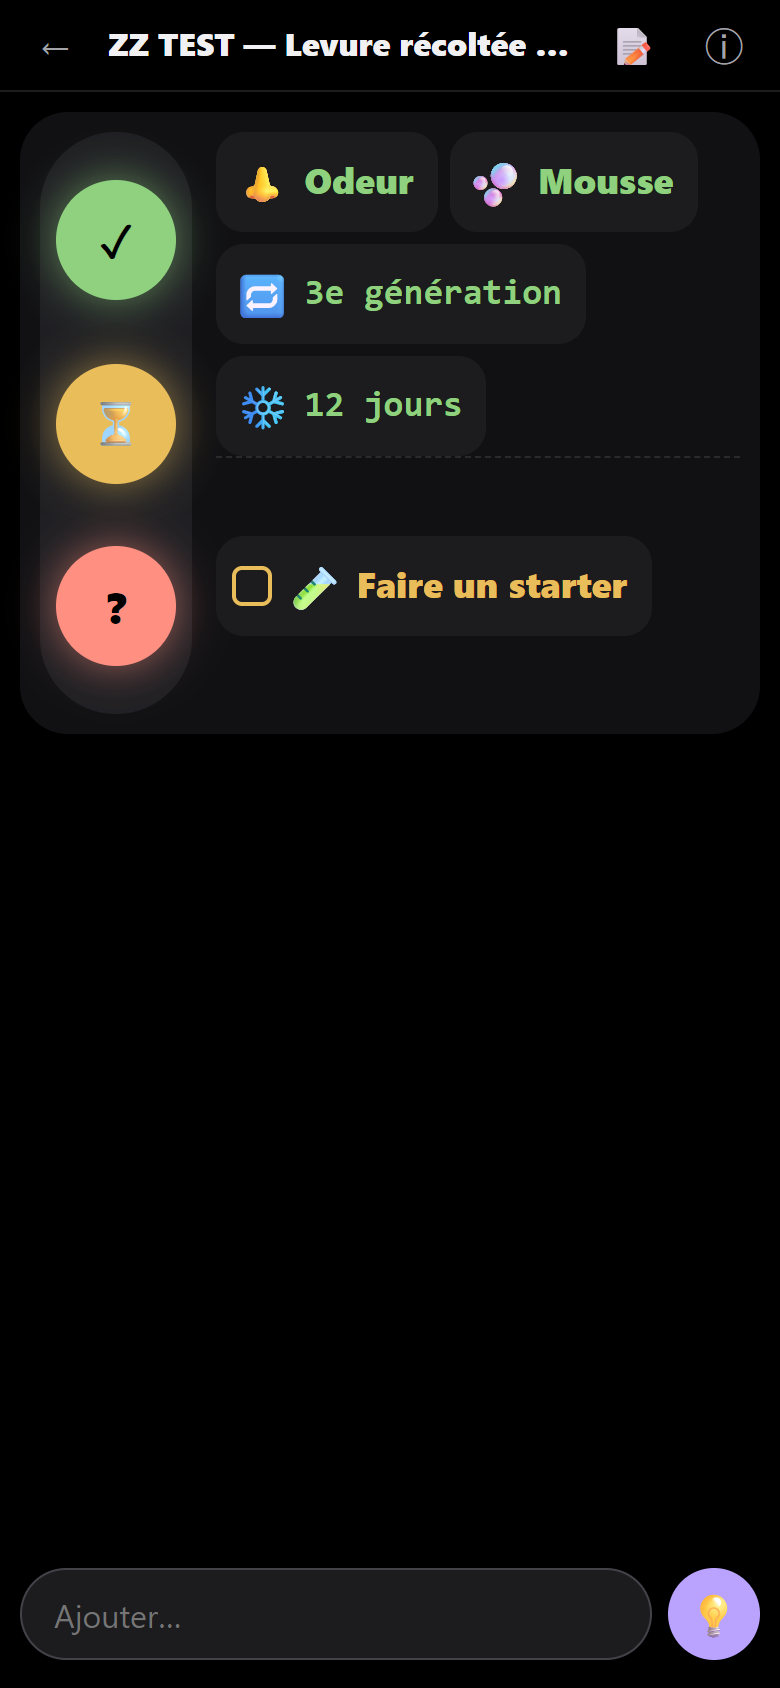 ← ZZ TEST — Levure récoltée ... 📝 ⓘ
✓
👃 Odeur 🫧 Mousse
🔁 3e génération
⏳
❄️ 12 jours
?
🧪 Faire un starter
Ajouter... 💡